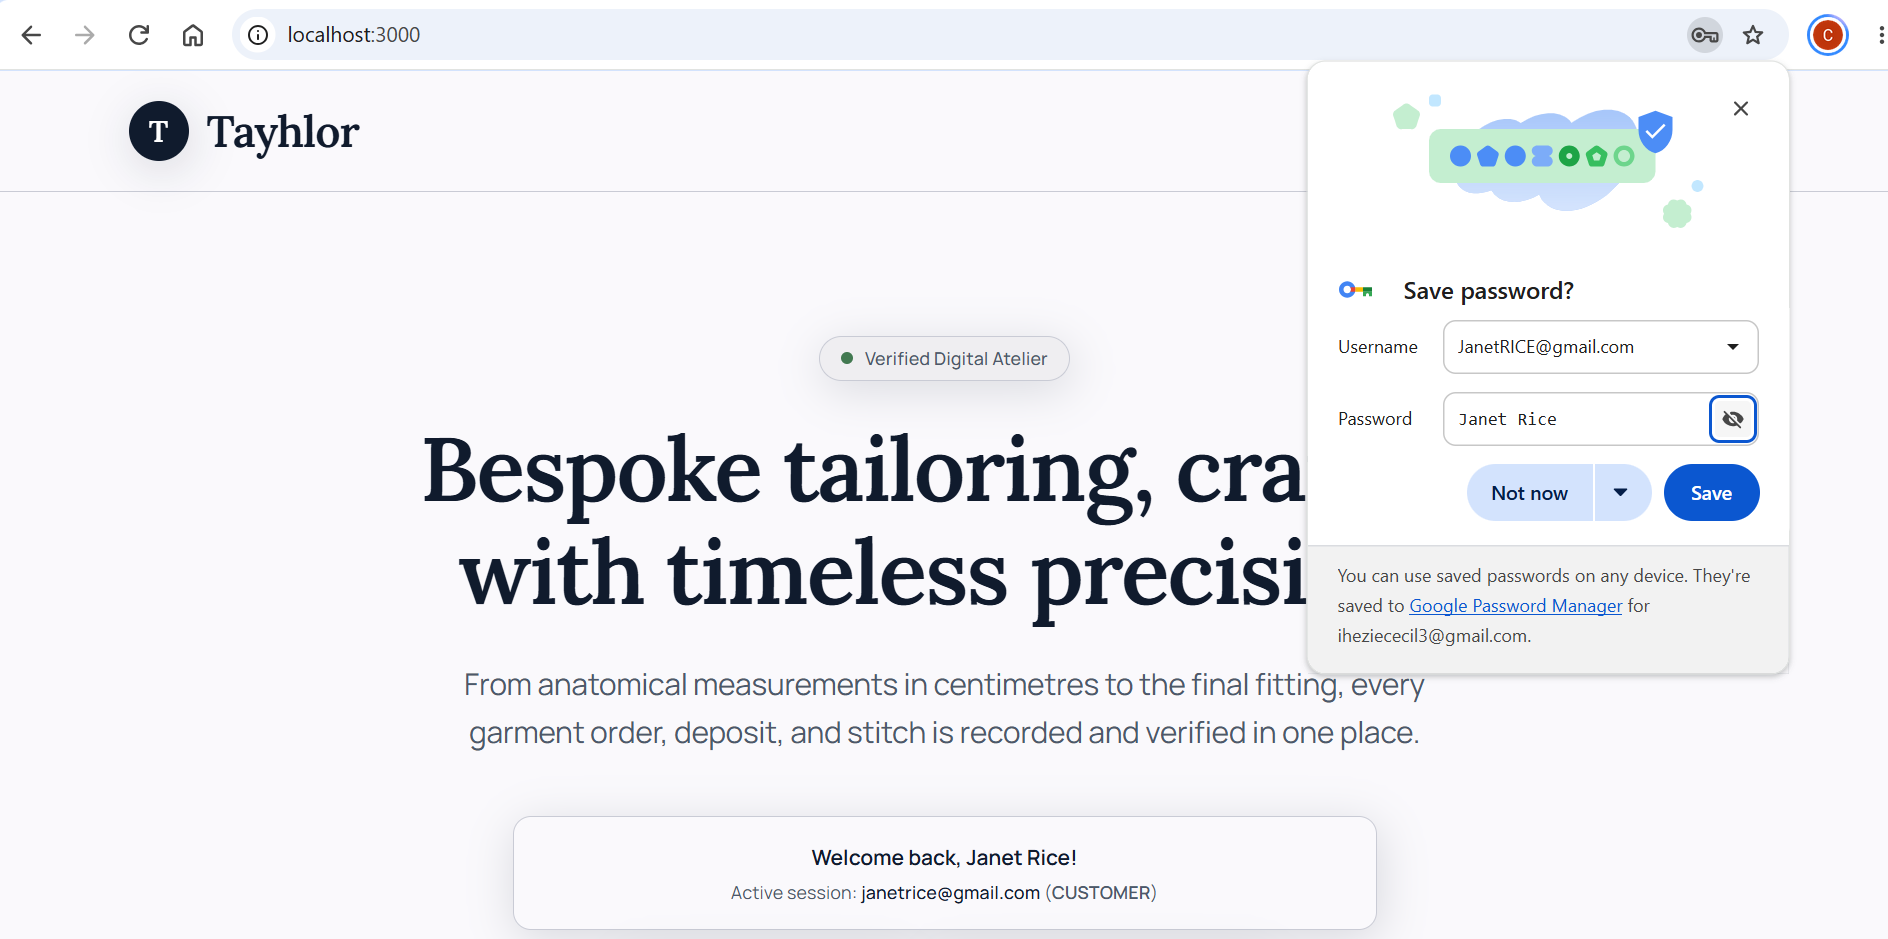 localhost:3000
T Tayhlor
Verified Digital Atelier
Bespoke tailoring, cra
with timeless precisi
From anatomical measurements in centimetres to the final fitting, every
garment order, deposit, and stitch is recorded and verified in one place.
Welcome back, Janet Rice!
Active session: janetrice@gmail.com (CUSTOMER)
C
Save password?
Username JanetRICE@gmail.com
Password Janet Rice
Not now Save
You can use saved passwords on any device. They're
saved to Google Password Manager for
iheziececil3@gmail.com.